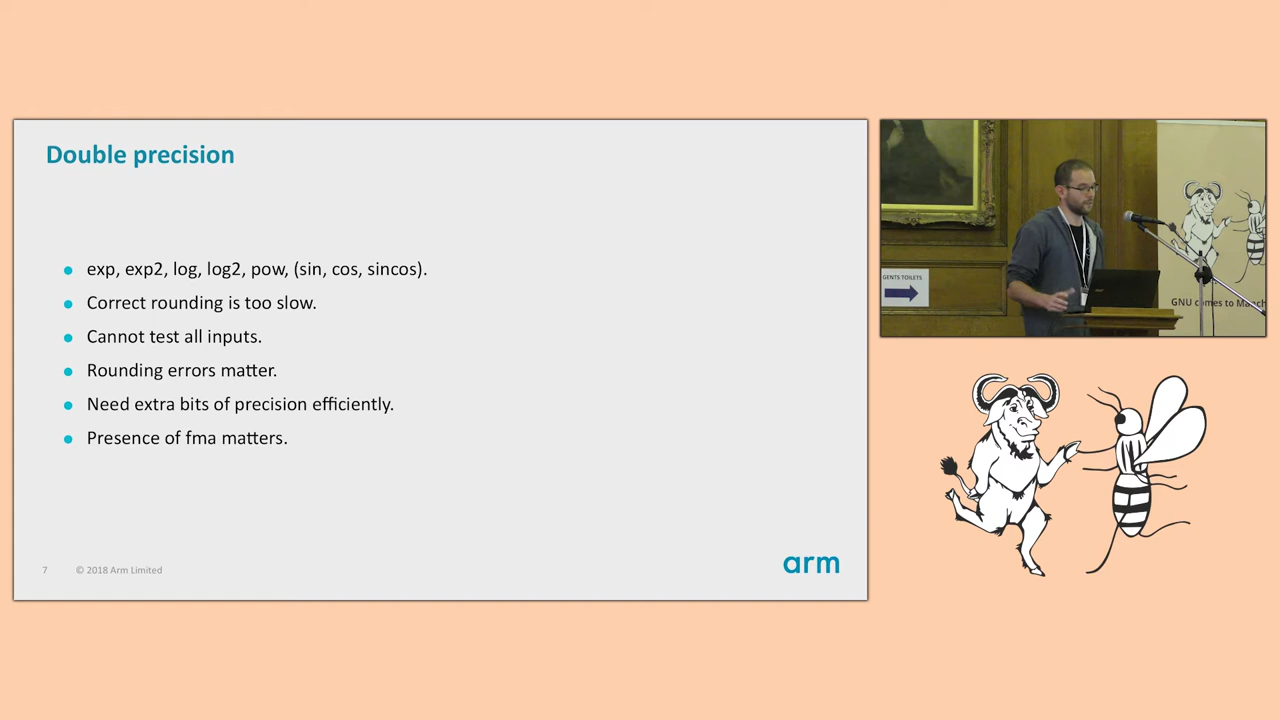 Double precision
exp, exp2, log, log2, pow, (sin, cos, sincos).
Correct rounding is too slow.
Cannot test all inputs.
Rounding errors matter.
Need extra bits of precision efficiently.
Presence of fma matters.
7 © 2018 Arm Limited
arm
GENTS TOILETS
GNU comes to Manch